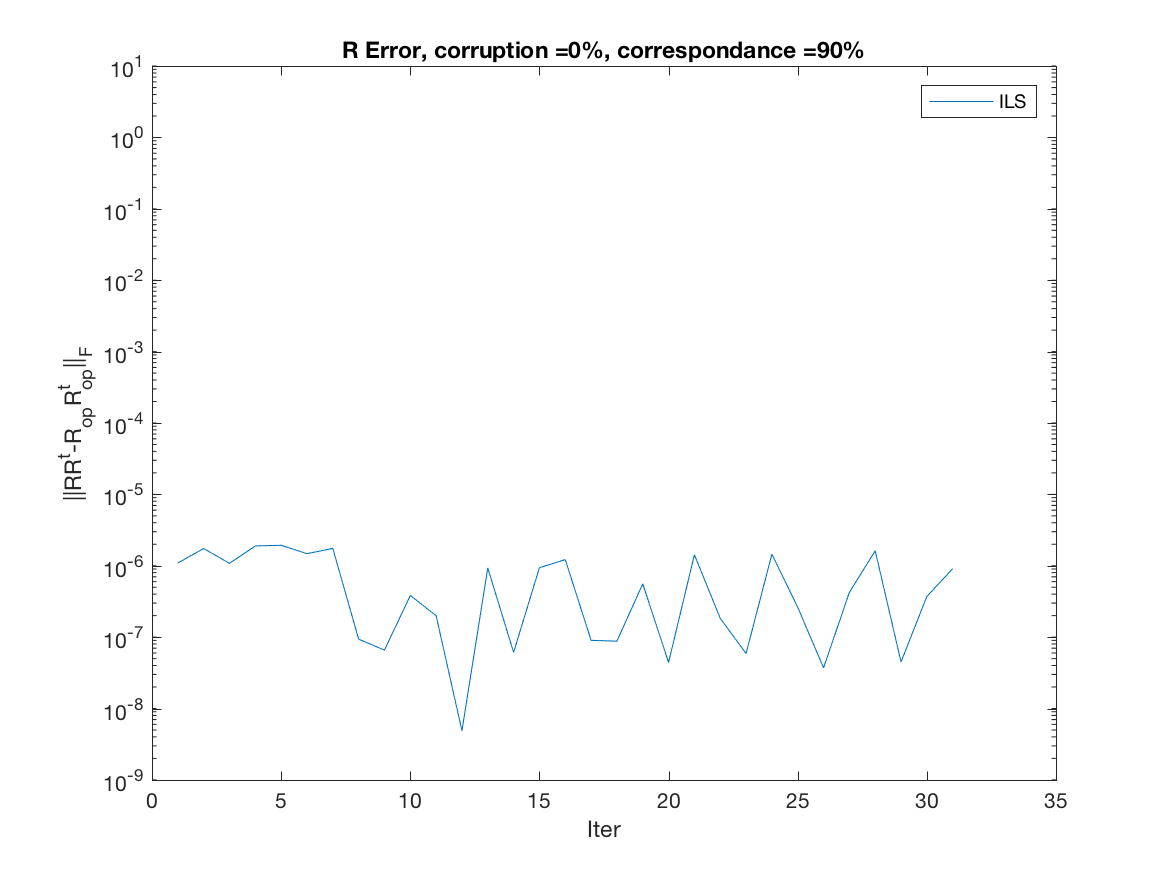 R Error, corruption =0%, correspondance =90%
ILS
||RR^t-R_op R_op^t||_F
10^1
10^0
10^-1
10^-2
10^-3
10^-4
10^-5
10^-6
10^-7
10^-8
10^-9
0 5 10 15 20 25 30 35
Iter